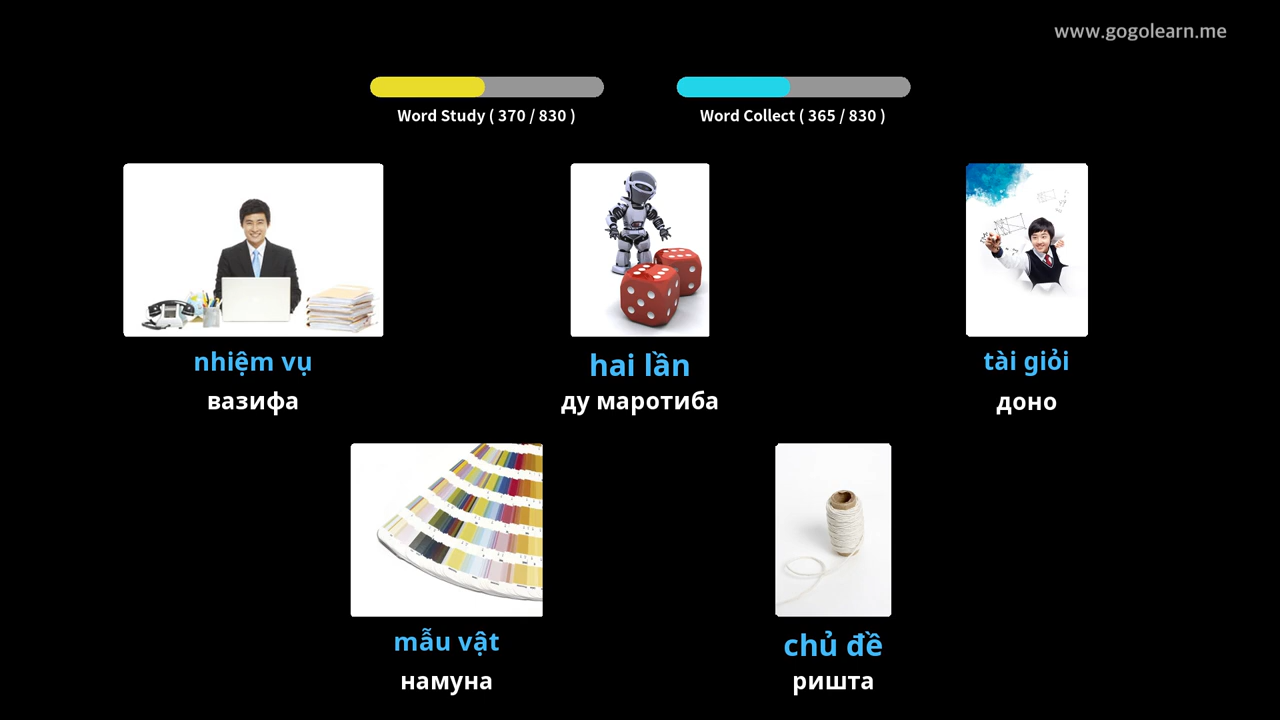 www.gogolearn.me
Word Study ( 370 / 830 )
Word Collect ( 365 / 830 )
nhiệm vụ
вазифа
hai lần
ду маротиба
tài giỏi
доно
mẫu vật
намуна
chủ đề
ришта